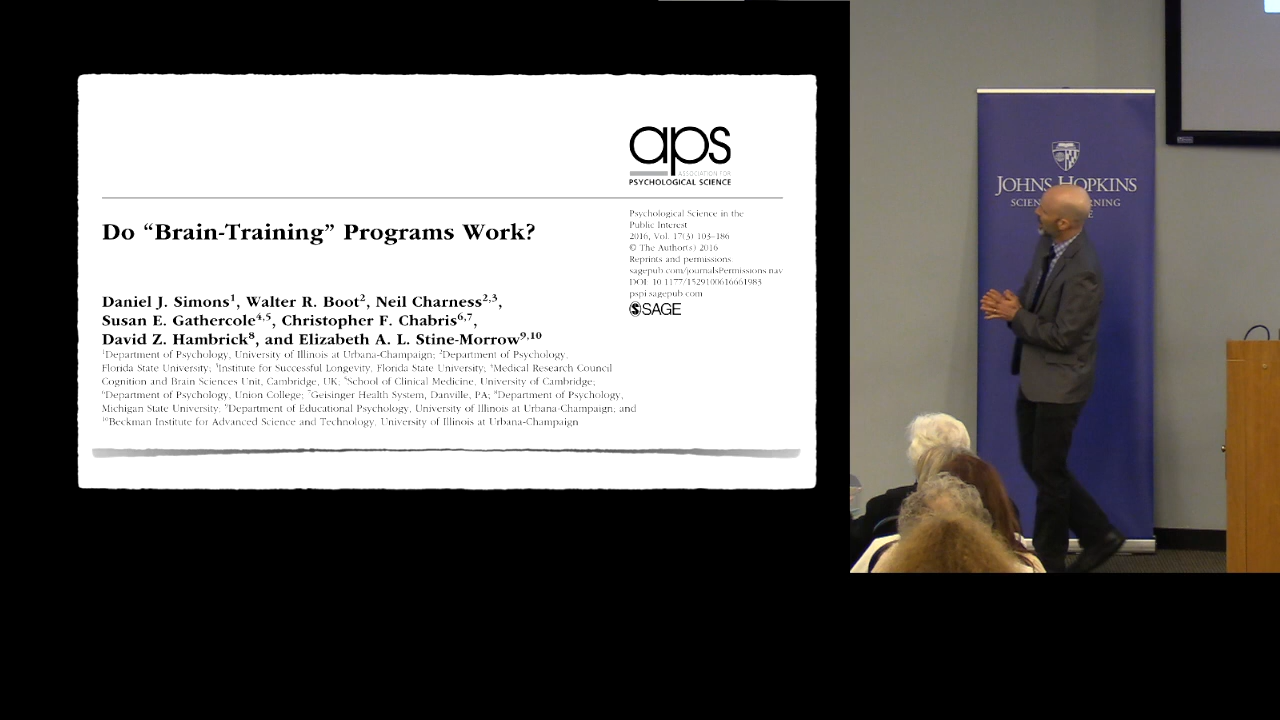 aps
ASSOCIATION FOR
PSYCHOLOGICAL SCIENCE
Do “Brain-Training” Programs Work?
Psychological Science in the
Public Interest
2016, Vol. 17(3) 103–186
© The Author(s) 2016
Reprints and permissions
sagepub.com/journalsPermissions.nav
DOI: 10.1177/1529100616661983
pspi.sagepub.com
SAGE
Daniel J. Simons1, Walter R. Boot2, Neil Charness2,3,
Susan E. Gathercole4,5, Christopher F. Chabris6,7,
David Z. Hambrick8, and Elizabeth A. L. Stine-Morrow9,10
1Department of Psychology, University of Illinois at Urbana-Champaign; 2Department of Psychology,
Florida State University; 3Institute for Successful Longevity, Florida State University; 4Medical Research Council
Cognition and Brain Sciences Unit, Cambridge, UK; 5School of Clinical Medicine, University of Cambridge;
6Department of Psychology, Union College; 7Geisinger Health System, Danville, PA; 8Department of Psychology,
Michigan State University; 9Department of Educational Psychology, University of Illinois at Urbana-Champaign; and
10Beckman Institute for Advanced Science and Technology, University of Illinois at Urbana-Champaign
JOHNS HOPKINS